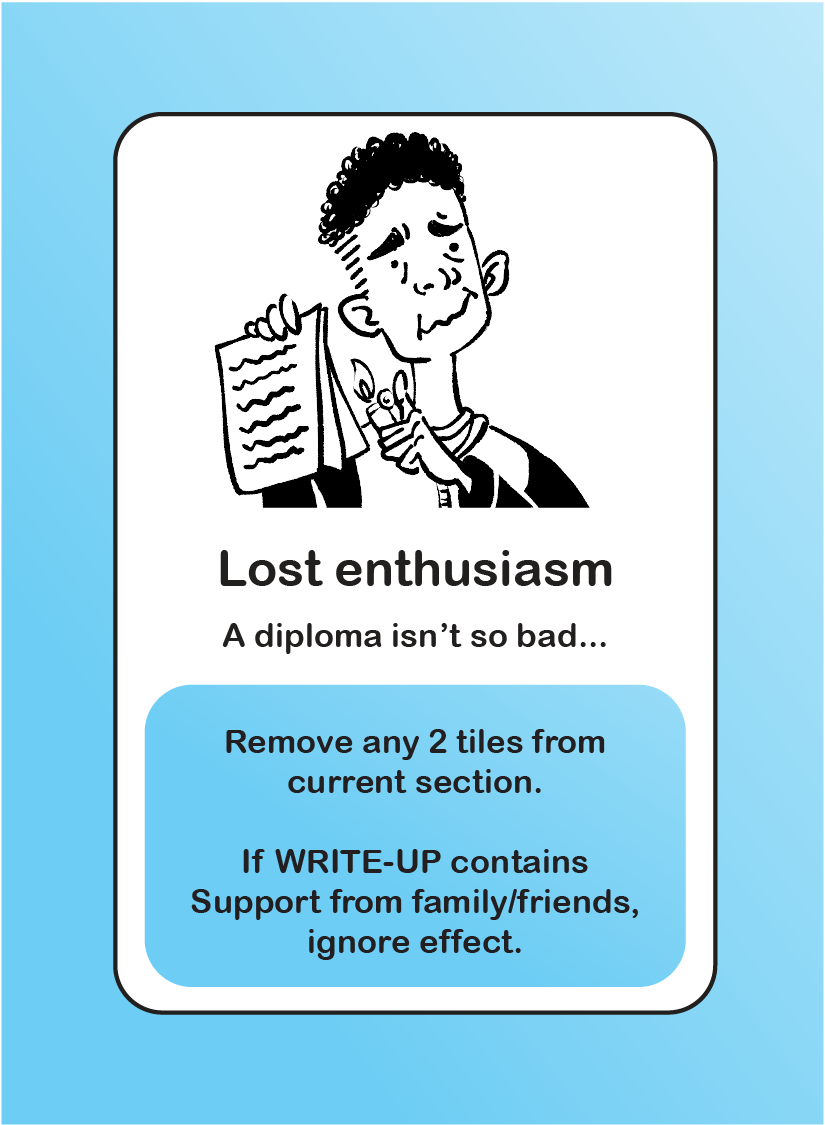 Lost enthusiasm
A diploma isn’t so bad...
Remove any 2 tiles from
current section.
If WRITE-UP contains
Support from family/friends,
ignore effect.